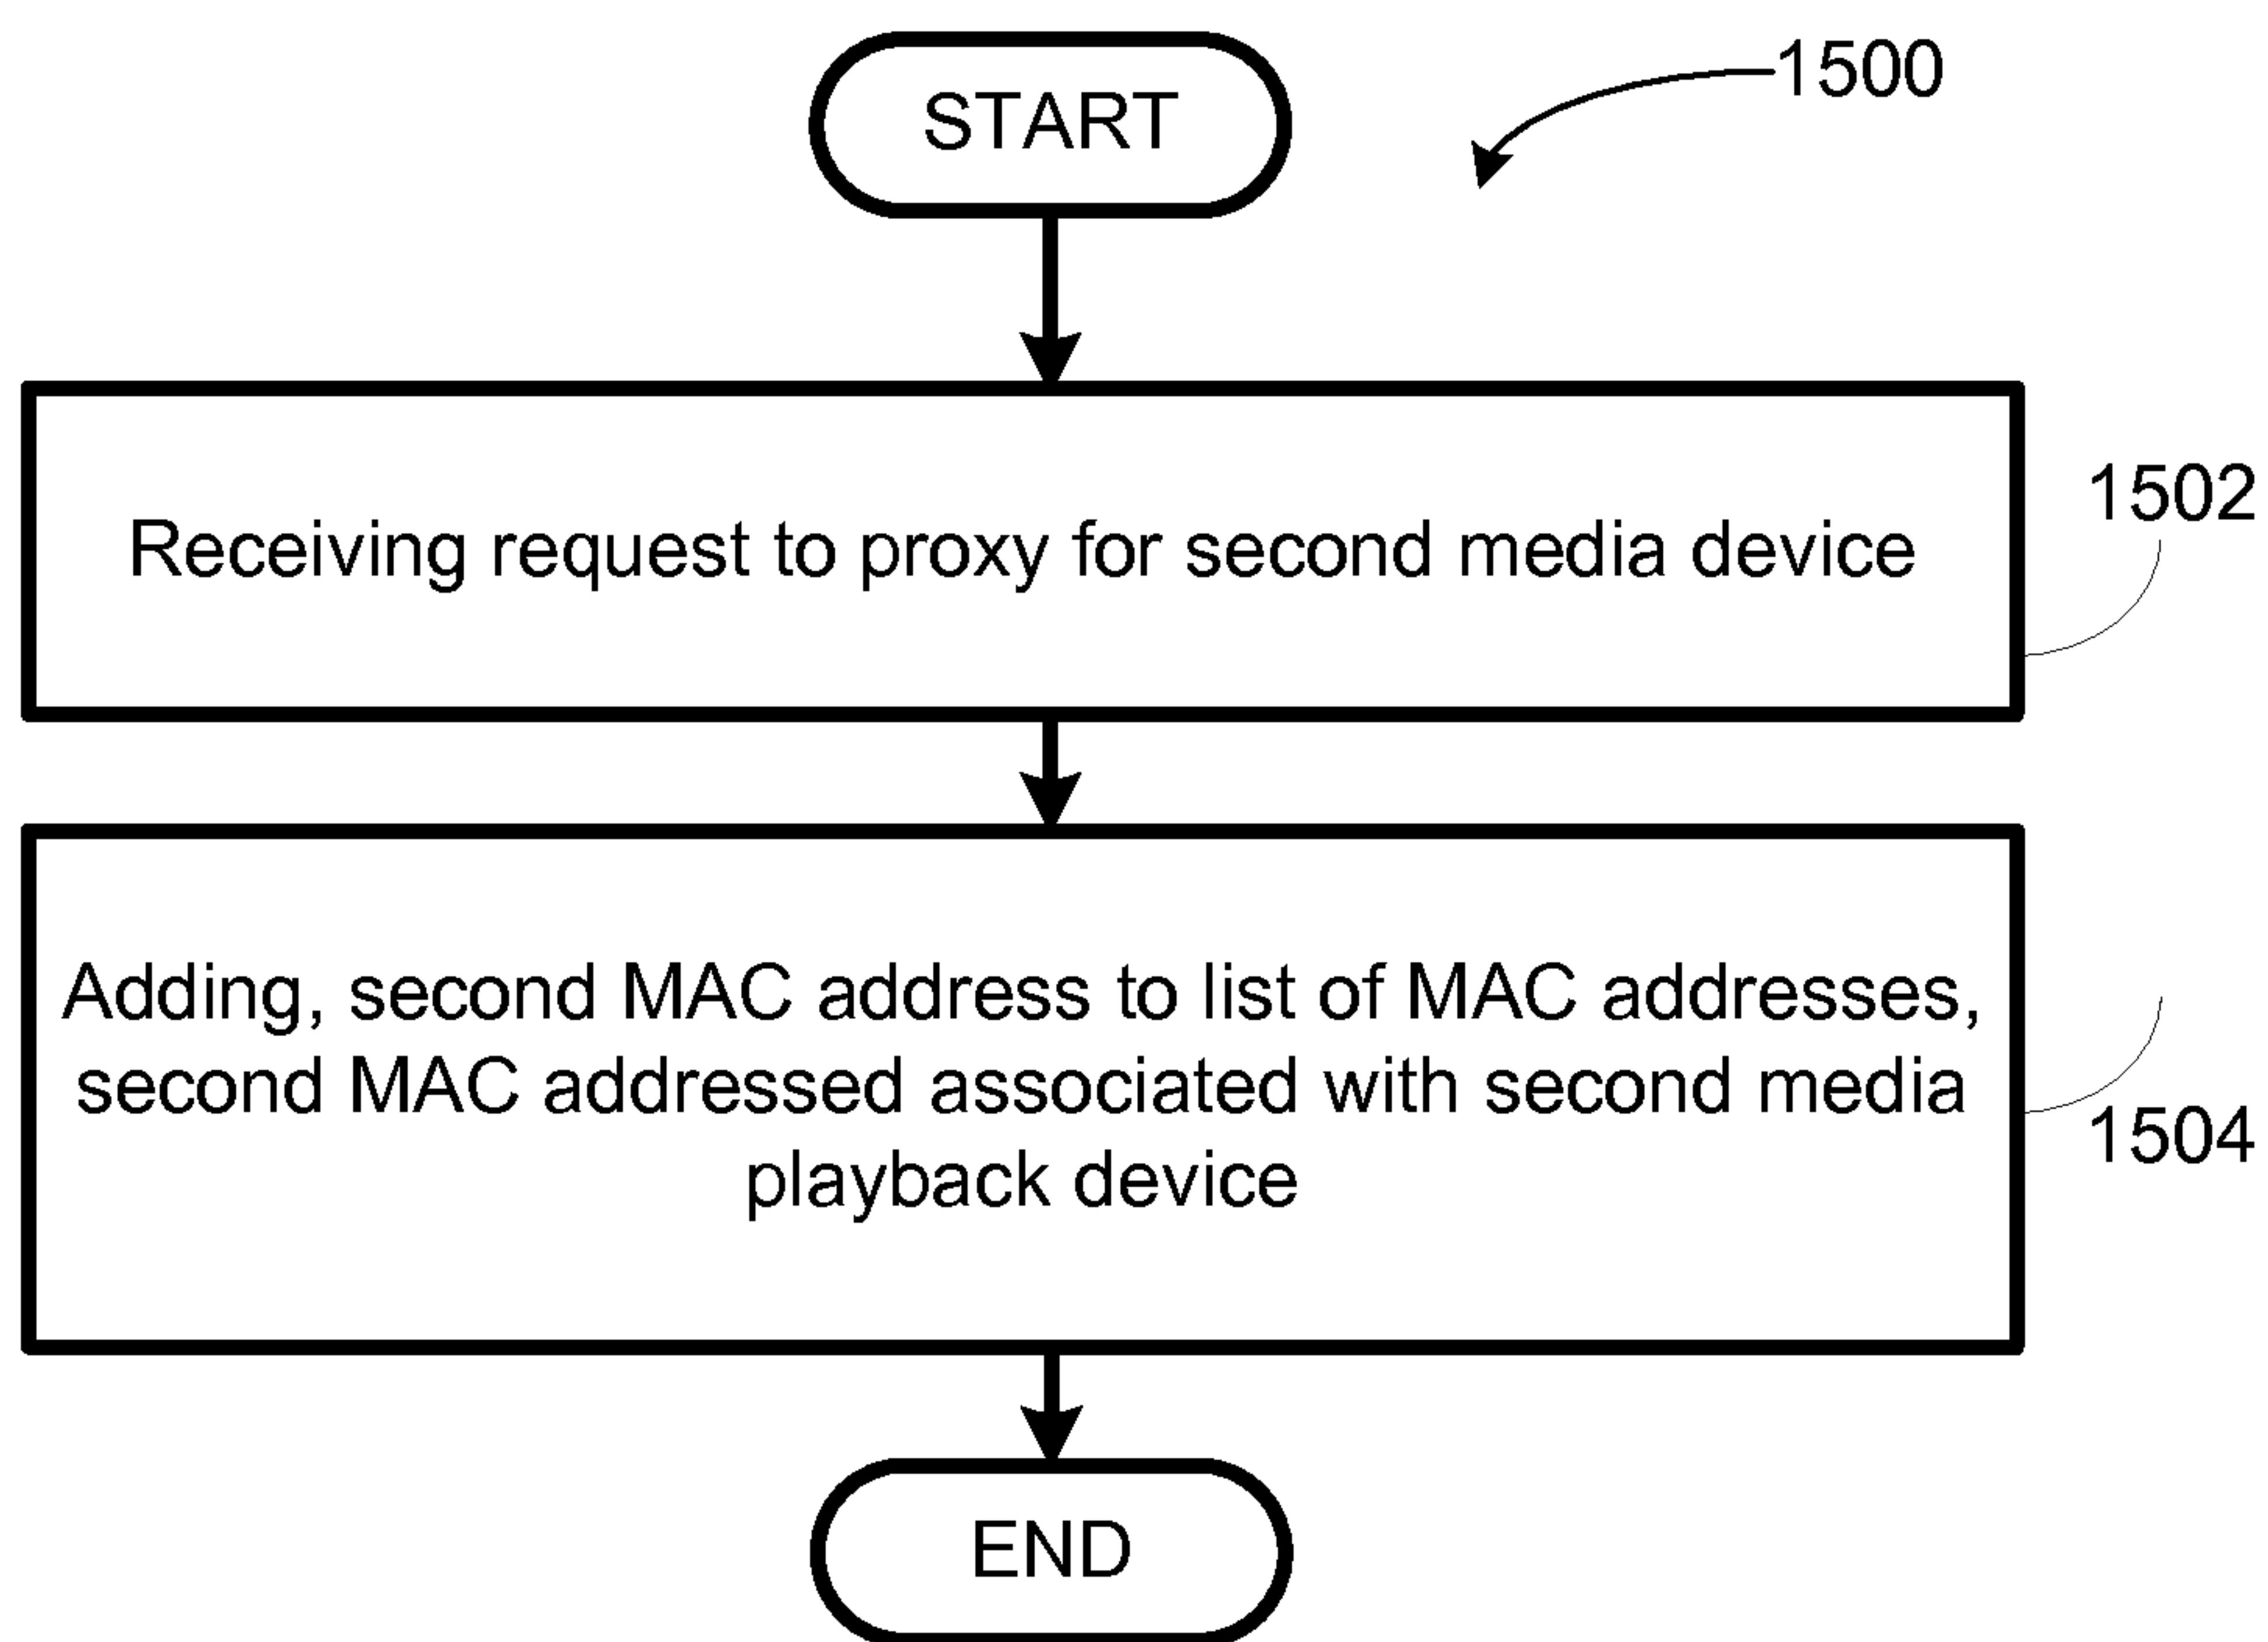 START
1500
Receiving request to proxy for second media device
1502
Adding, second MAC address to list of MAC addresses,
second MAC addressed associated with second media
playback device
1504
END